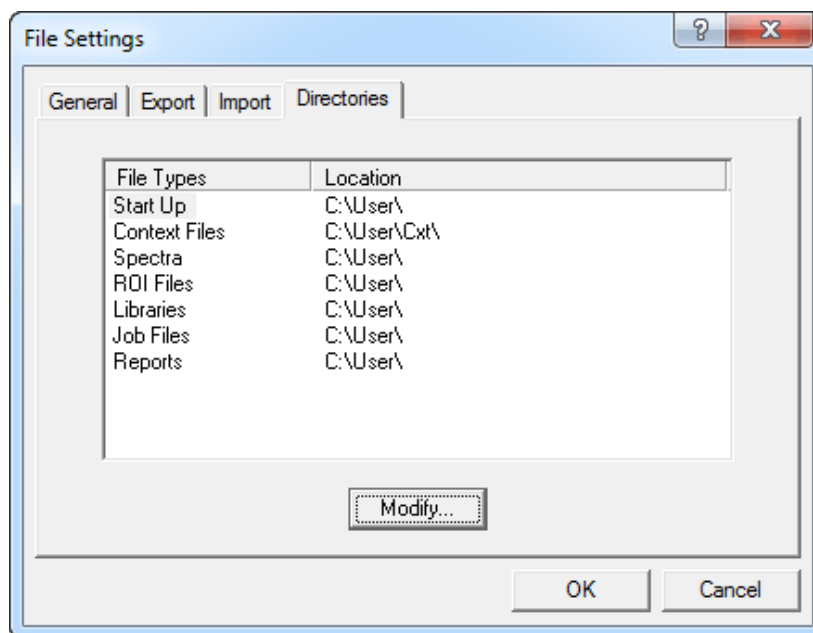 File Settings
General Export Import Directories
File Types Location
Start Up C:\User\
Context Files C:\User\Cxt\
Spectra C:\User\
ROI Files C:\User\
Libraries C:\User\
Job Files C:\User\
Reports C:\User\
Modify...
OK Cancel